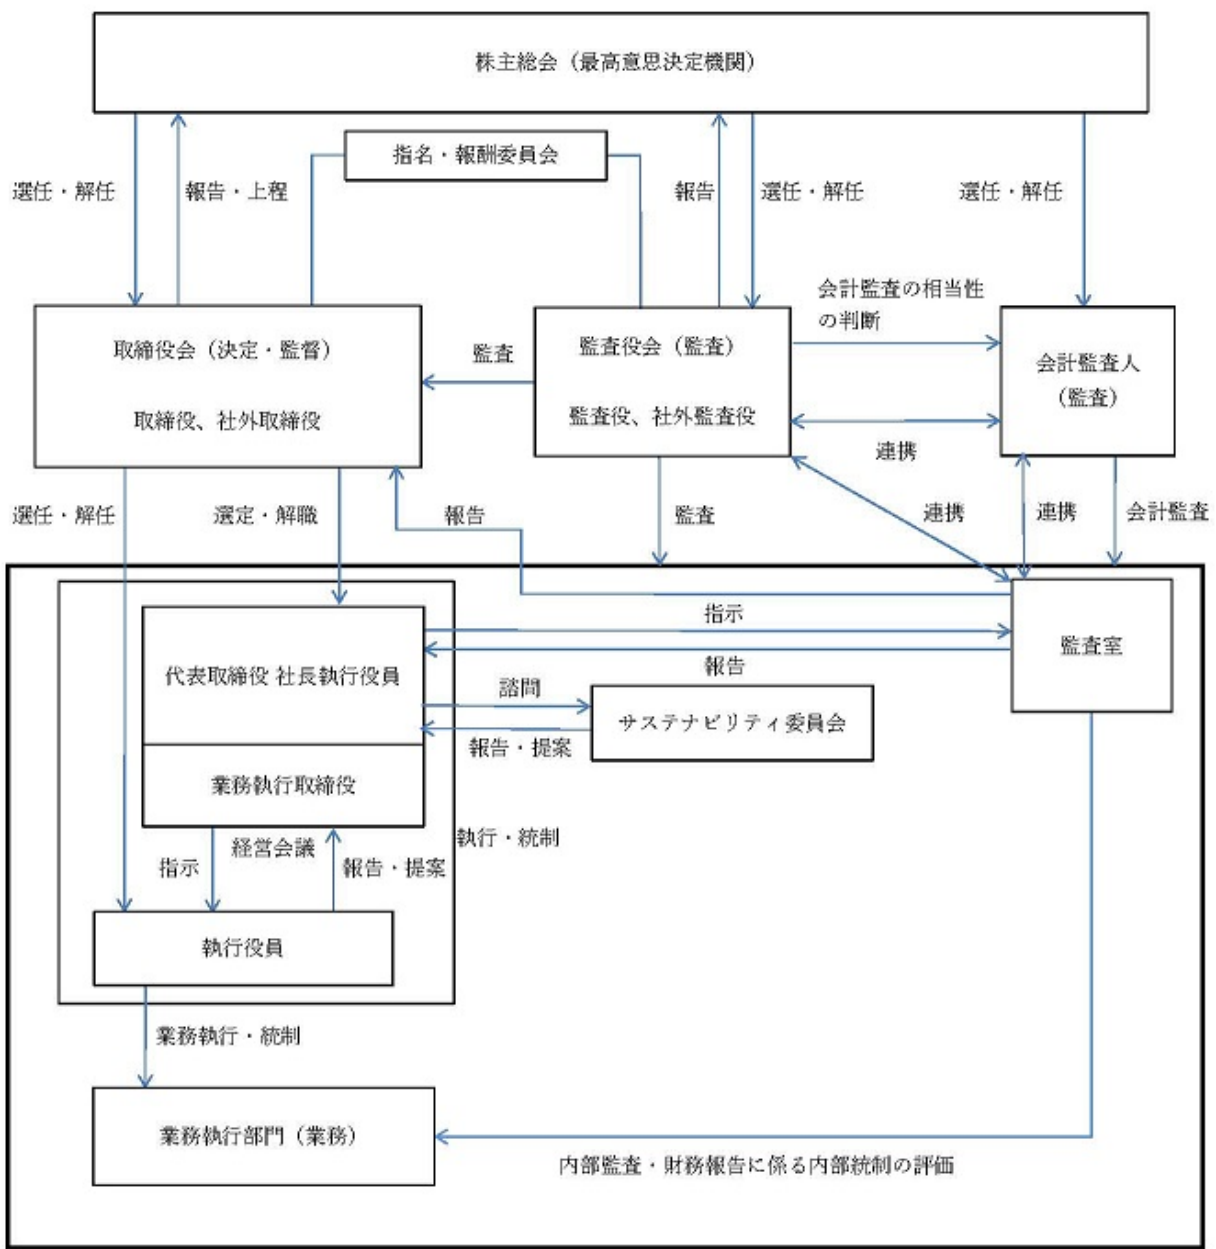 株主総会（最高意思決定機関）
指名・報酬委員会
選任・解任
報告・上程
報告
選任・解任
選任・解任
会計監査の相当性
の判断
取締役会（決定・監督）
取締役、社外取締役
監査
監査役会（監査）
監査役、社外監査役
会計監査人
（監査）
連携
選任・解任
選定・解職
報告
監査
連携
連携
会計監査
指示
監査室
報告
代表取締役 社長執行役員
諮問
サステナビリティ委員会
報告・提案
業務執行取締役
執行・統制
経営会議
指示
報告・提案
執行役員
業務執行・統制
業務執行部門（業務）
内部監査・財務報告に係る内部統制の評価